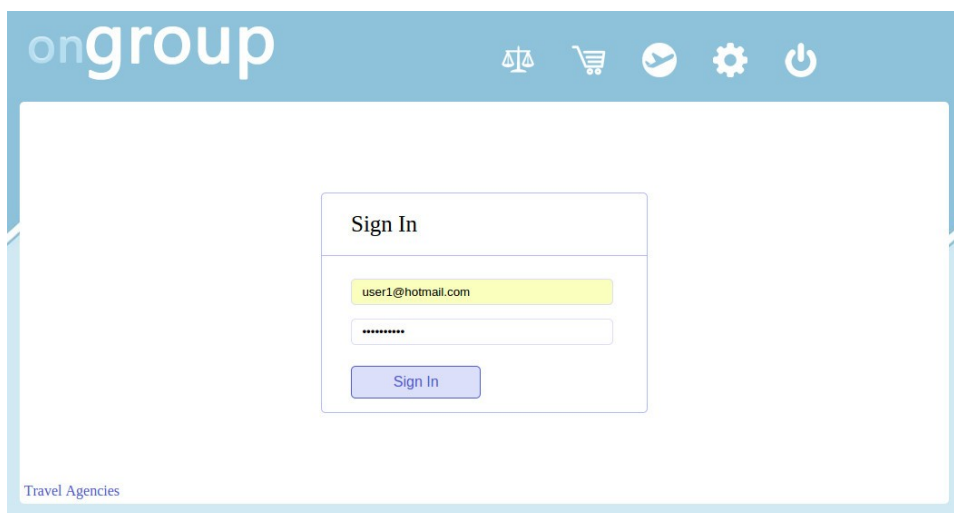 ongroup
Sign In
user1@hotmail.com
••••••••••
Sign In
Travel Agencies